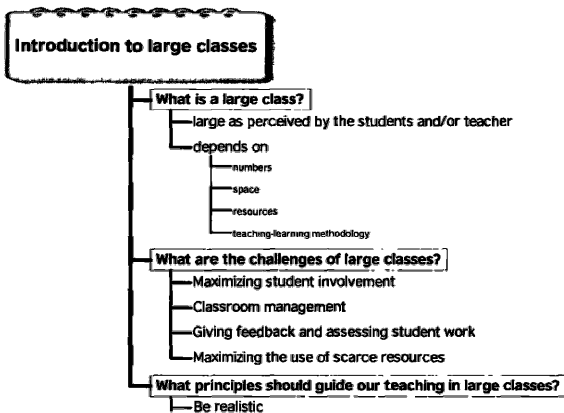 Introduction to large classes
What is a large class?
large as perceived by the students and/or teacher
depends on
numbers
space
resources
teaching-learning methodology
What are the challenges of large classes?
Maximizing student involvement
Classroom management
Giving feedback and assessing student work
Maximizing the use of scarce resources
What principles should guide our teaching in large classes?
Be realistic